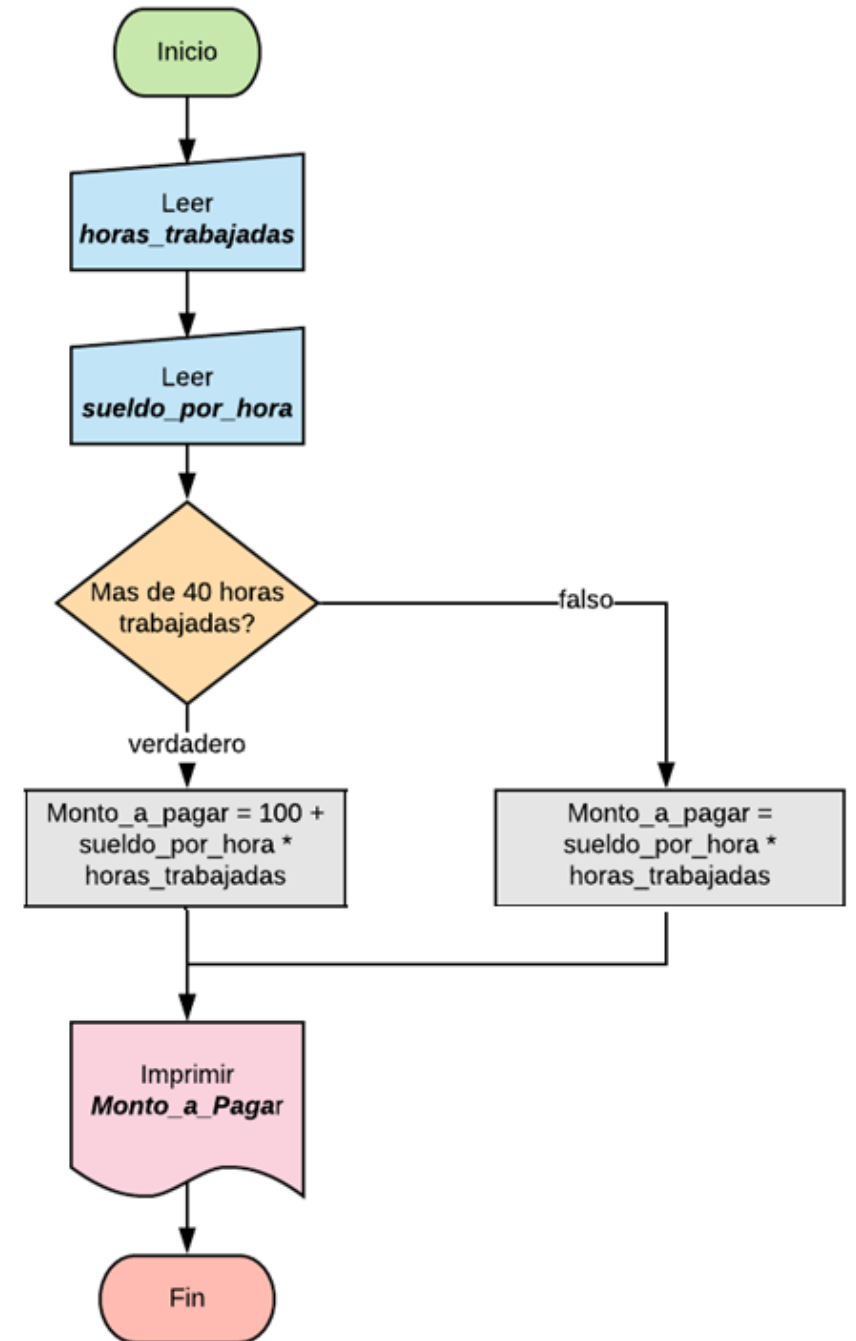 Inicio
Leer
horas_trabajadas
Leer
sueldo_por_hora
Mas de 40 horas
trabajadas?
falso
verdadero
Monto_a_pagar = 100 +
sueldo_por_hora *
horas_trabajadas
Monto_a_pagar =
sueldo_por_hora *
horas_trabajadas
Imprimir
Monto_a_Pagar
Fin